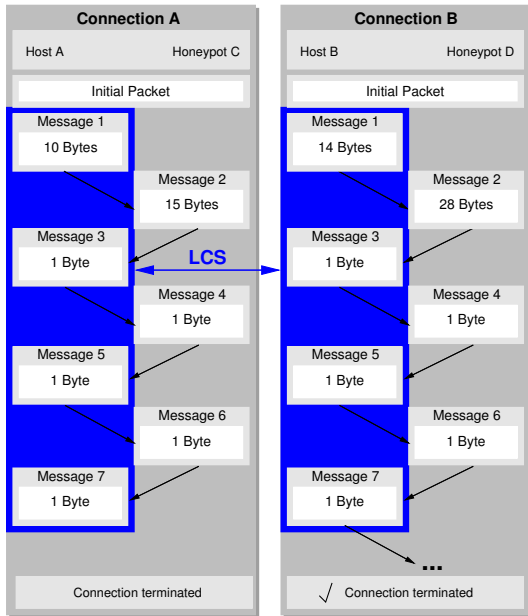 Connection A
Host A Honeypot C
Initial Packet
Message 1
10 Bytes
Message 2
15 Bytes
Message 3
1 Byte
Message 4
1 Byte
Message 5
1 Byte
Message 6
1 Byte
Message 7
1 Byte
Connection terminated
LCS
Connection B
Host B Honeypot D
Initial Packet
Message 1
14 Bytes
Message 2
28 Bytes
Message 3
1 Byte
Message 4
1 Byte
Message 5
1 Byte
Message 6
1 Byte
Message 7
1 Byte
...
√ Connection terminated